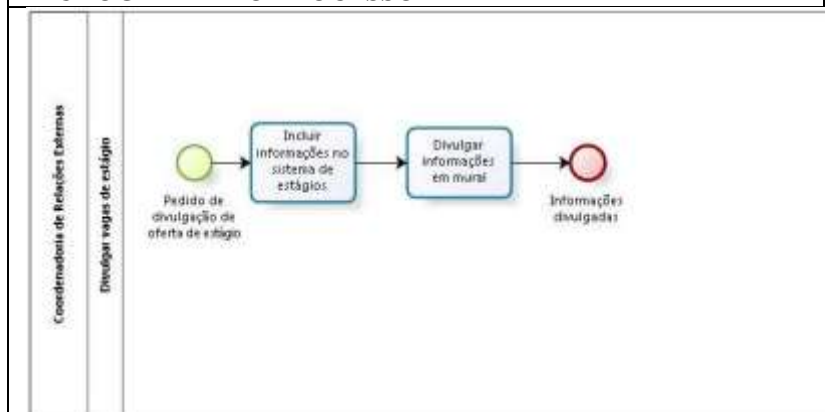 Coordenadoria de Relações Externas
Divulgar vagas de estágio
Pedido de
divulgação de
oferta de estágio
Incluir
informações no
sistema de
estágios
Divulgar
informações
em mural
Informações
divulgadas